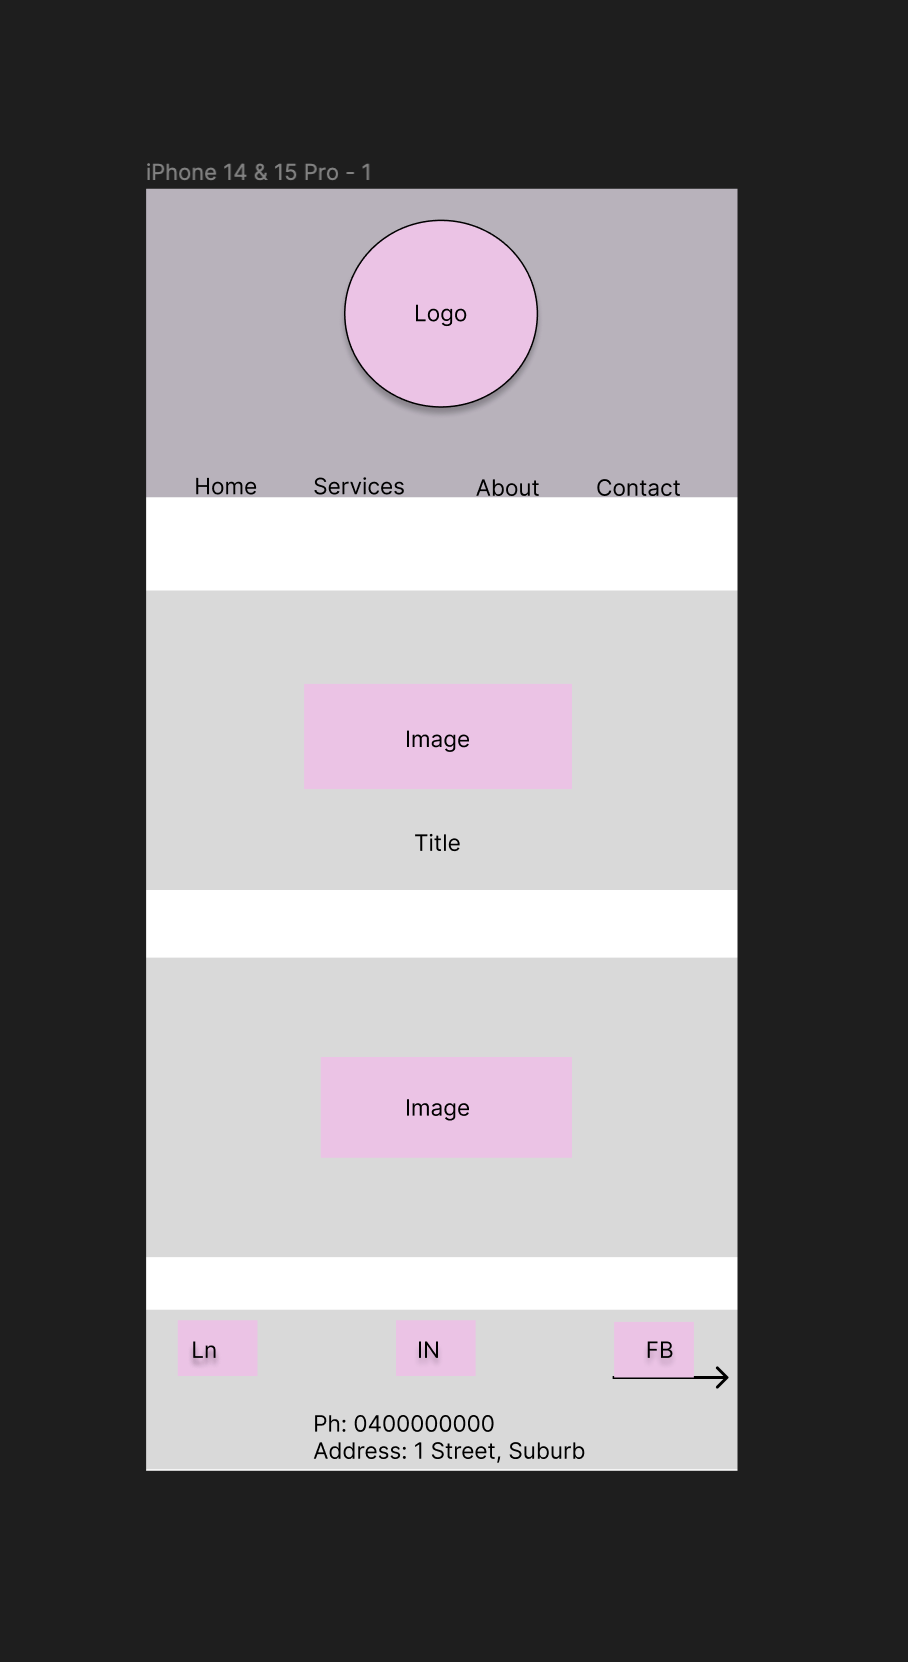 iPhone 14 & 15 Pro - 1
Logo
Home Services About Contact
Image
Title
Image
Ln IN FB
Ph: 0400000000
Address: 1 Street, Suburb